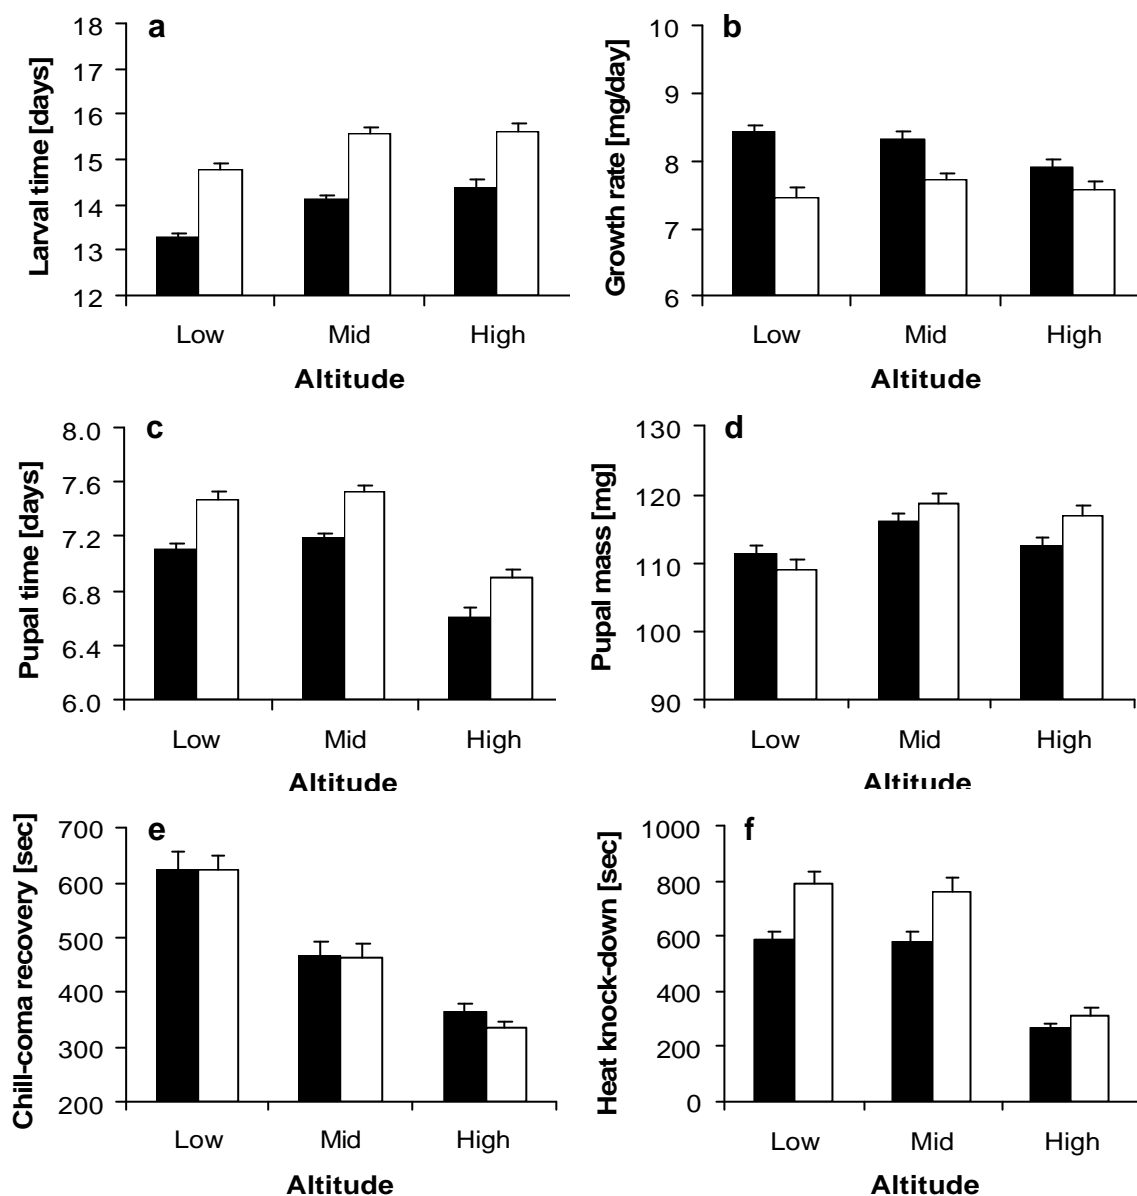 a
Larval time [days]
18
17
16
15
14
13
12
Low Mid High
Altitude
b
Growth rate [mg/day]
10
9
8
7
6
Low Mid High
Altitude
c
Pupal time [days]
8.0
7.6
7.2
6.8
6.4
6.0
Low Mid High
Altitude
d
Pupal mass [mg]
130
120
110
100
90
Low Mid High
Altitude
e
Chill-coma recovery [sec]
700
600
500
400
300
200
Low Mid High
Altitude
f
Heat knock-down [sec]
1000
800
600
400
200
0
Low Mid High
Altitude